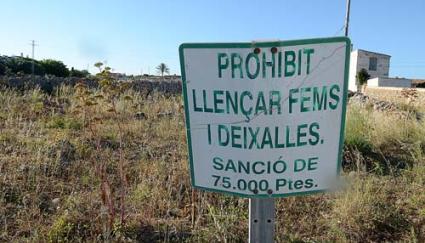 PROHIBIT
LLENÇAR FEMS
I DEIXALLES.
SANCIÓ DE
75.000 Ptes.